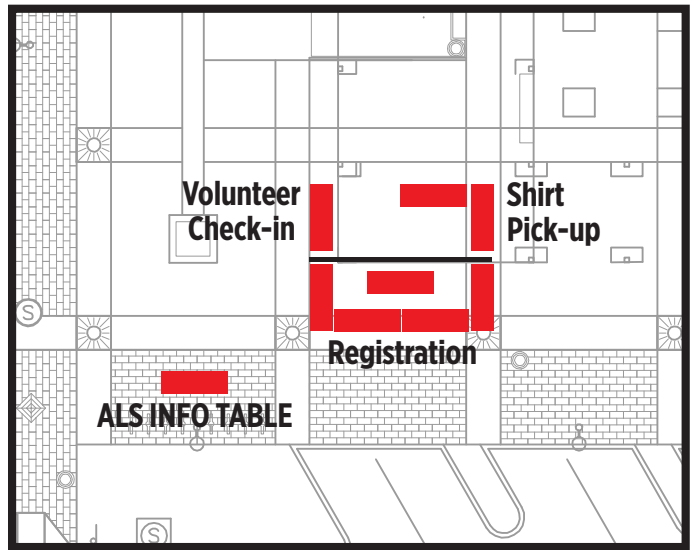 Volunteer
Check-in
Shirt
Pick-up
Registration
ALS INFO TABLE
S
S